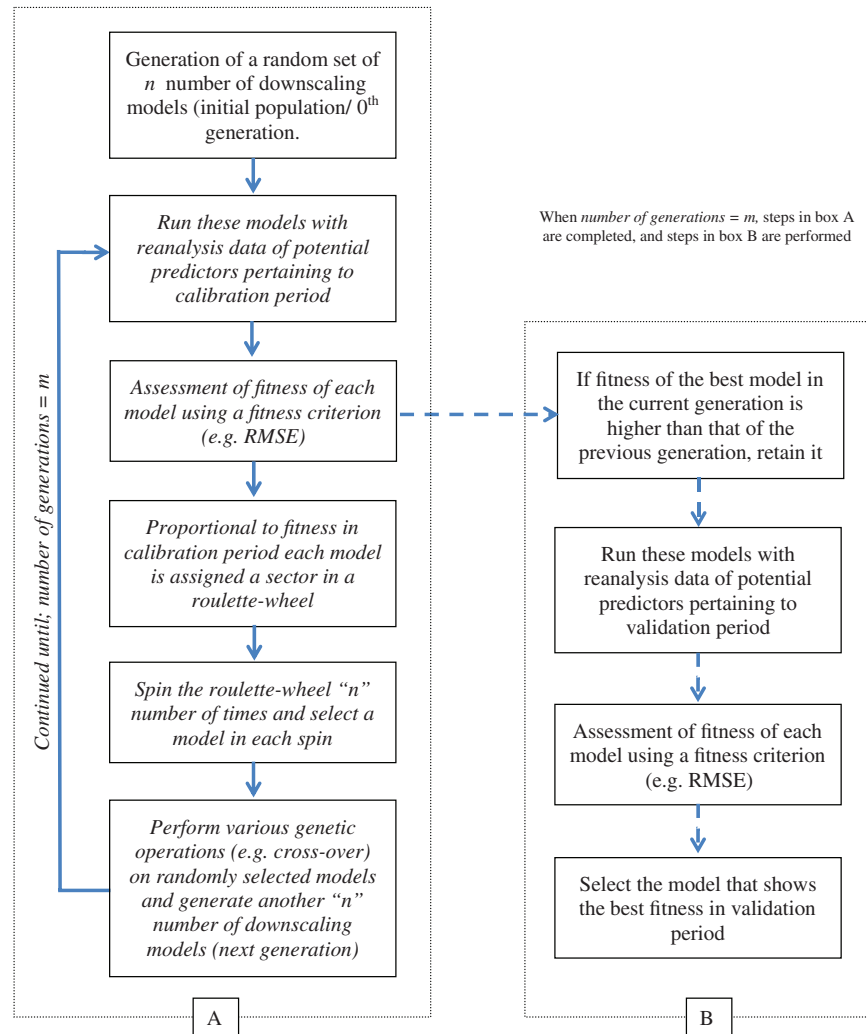 Generation of a random set of
n number of downscaling
models (initial population/ 0th
generation.
Run these models with
reanalysis data of potential
predictors pertaining to
calibration period
Assessment of fitness of each
model using a fitness criterion
(e.g. RMSE)
Proportional to fitness in
calibration period each model
is assigned a sector in a
roulette-wheel
Spin the roulette-wheel “n”
number of times and select a
model in each spin
Perform various genetic
operations (e.g. cross-over)
on randomly selected models
and generate another “n”
number of downscaling
models (next generation)
Continued until; number of generations = m
A
When number of generations = m, steps in box A
are completed, and steps in box B are performed
If fitness of the best model in
the current generation is
higher than that of the
previous generation, retain it
Run these models with
reanalysis data of potential
predictors pertaining to
validation period
Assessment of fitness of each
model using a fitness criterion
(e.g. RMSE)
Select the model that shows
the best fitness in validation
period
B